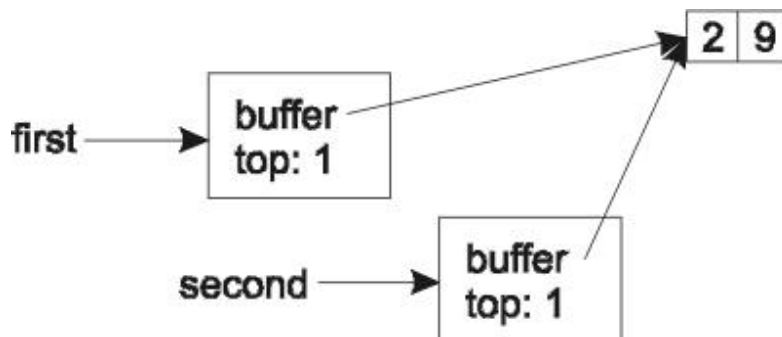 2 9
buffer
top: 1
first
buffer
top: 1
second